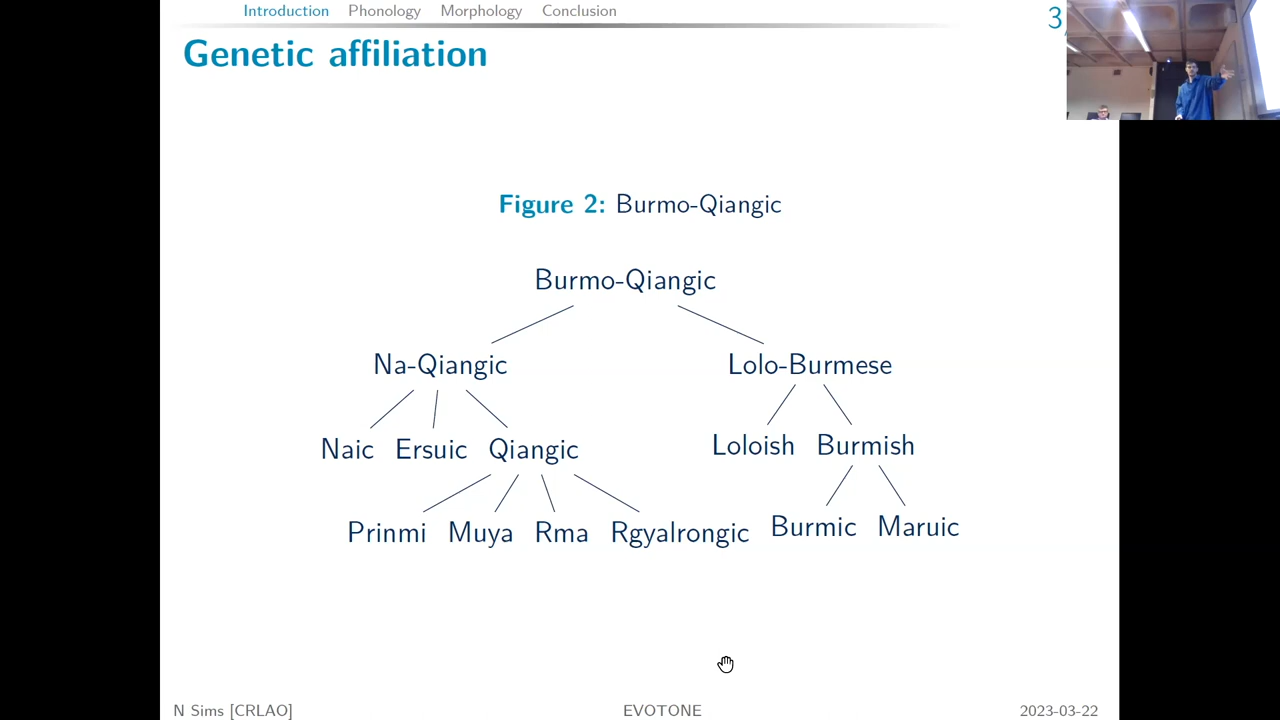 Introduction Phonology Morphology Conclusion
3
Genetic affiliation
Figure 2: Burmo-Qiangic
Burmo-Qiangic
Na-Qiangic Lolo-Burmese
Naic Ersuic Qiangic Loloish Burmish
Prinmi Muya Rma Rgyalrongic Burmic Maruic
N Sims [CRLAO] EVOTONE 2023-03-22